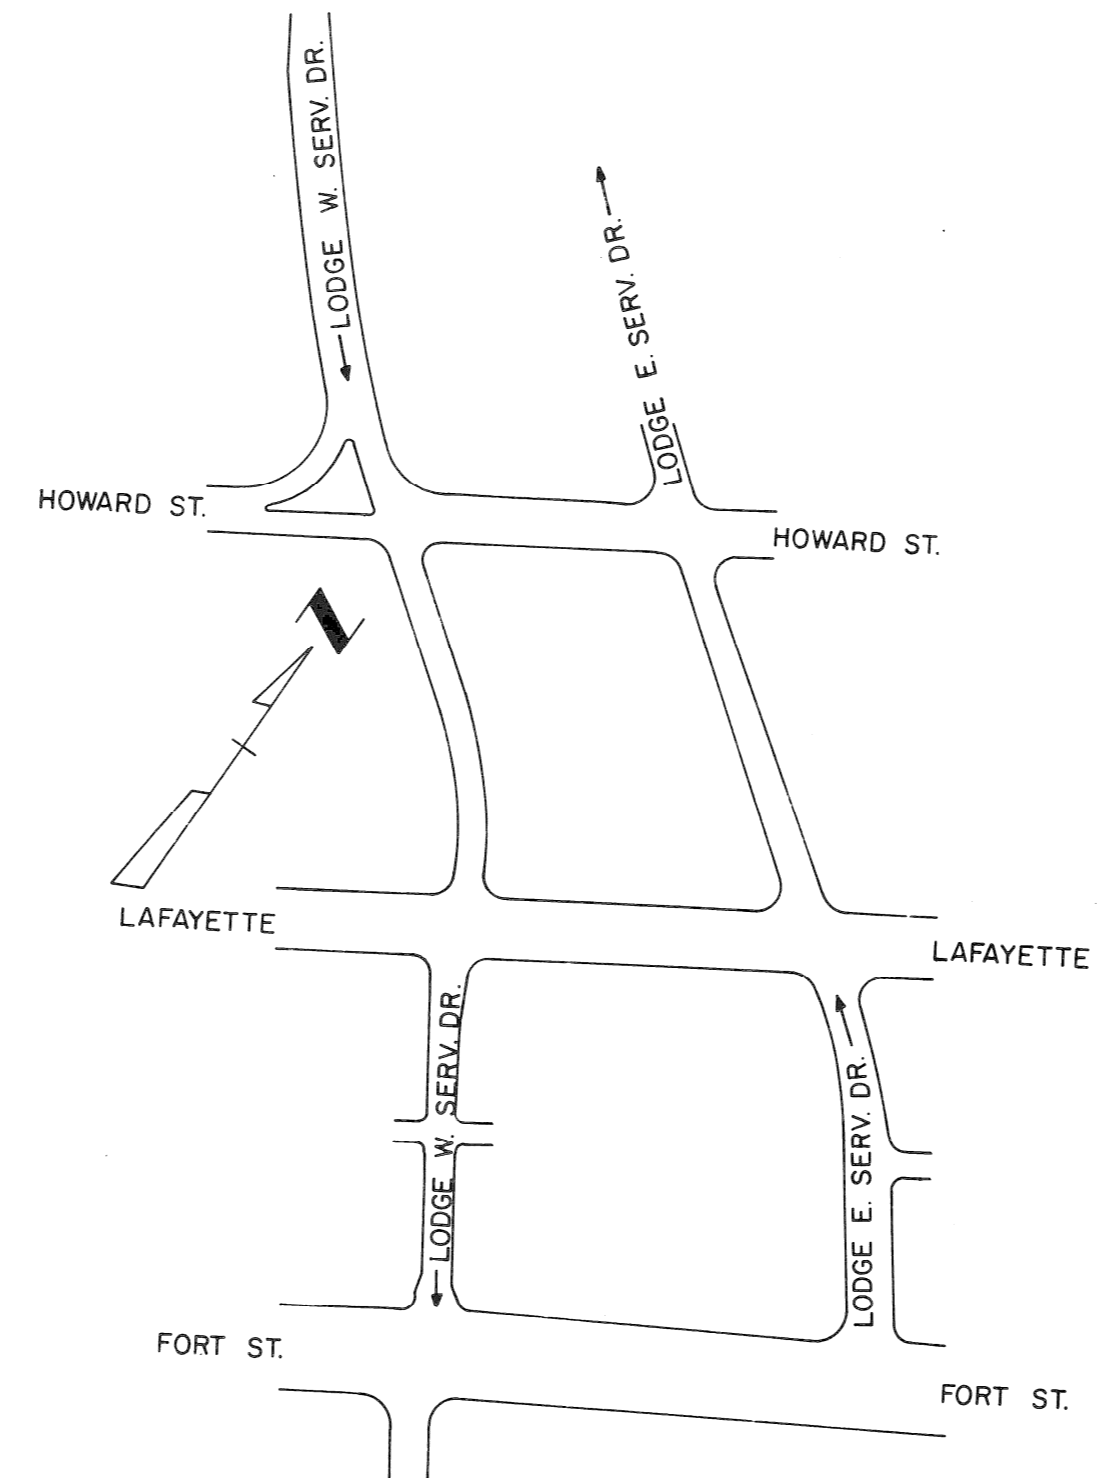 LODGE W. SERV. DR.
LODGE E. SERV. DR.
HOWARD ST.
HOWARD ST.
N
LAFAYETTE
LAFAYETTE
LODGE W. SERV. DR.
LODGE E. SERV. DR.
FORT ST.
FORT ST.